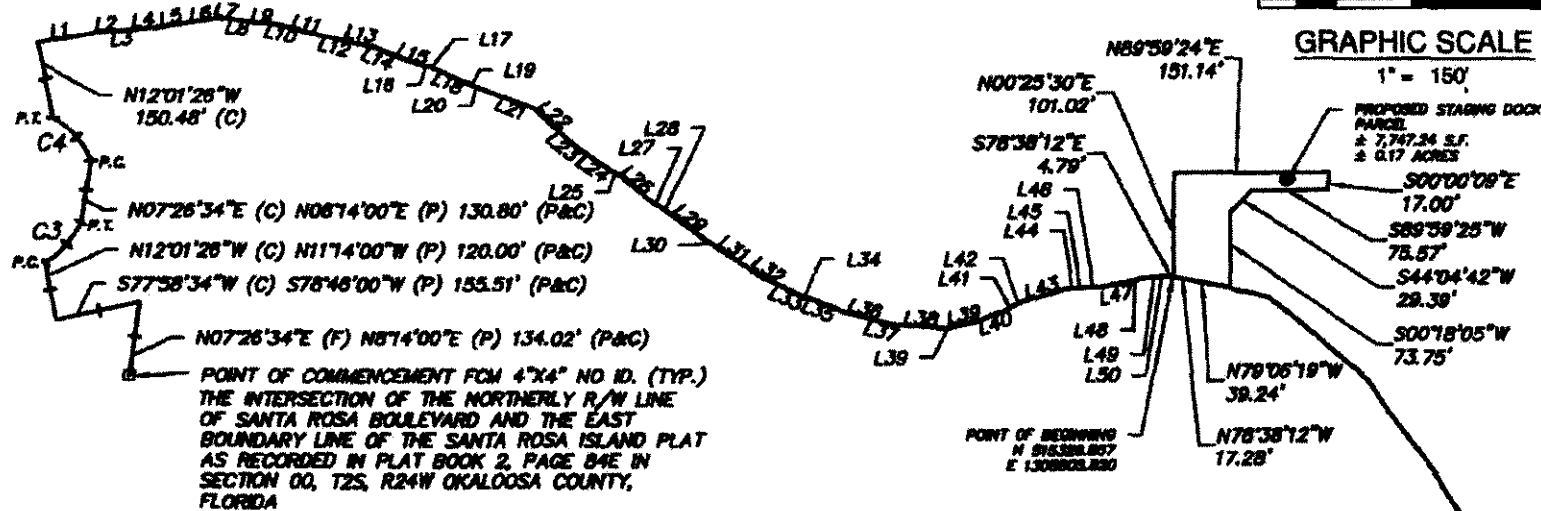 L1 L2 L3 L4 L5 L6 L7 L8 L9 L10 L11 L12 L13 L14 L15 L17
L16 L18 L19
L20 L21 L22
L23 L24 L25 L26 L27 L28
L29 L30 L31 L32 L33 L34
L35 L36 L37 L38 L39 L39 L40
L41 L42 L43 L44 L45 L46
L47 L48 L49 L50
N12°01'26"W
150.48' (C)
P.T.
C4
P.C.
N07°26'34"E (C) N06°14'00"E (P) 130.80' (P&C)
P.T.
C3
P.C.
N12°01'26"W (C) N11°14'00"W (P) 120.00' (P&C)
S77°58'34"W (C) S78°46'00"W (P) 155.51' (P&C)
N07°26'34"E (F) N8°14'00"E (P) 134.02' (P&C)
POINT OF COMMENCEMENT FCM 4"X4" NO ID. (TYP.)
THE INTERSECTION OF THE NORTHERLY R/W LINE
OF SANTA ROSA BOULEVARD AND THE EAST
BOUNDARY LINE OF THE SANTA ROSA ISLAND PLAT
AS RECORDED IN PLAT BOOK 2, PAGE 84E IN
SECTION 00, T2S, R24W OKALOOSA COUNTY,
FLORIDA
GRAPHIC SCALE
1" = 150'
N89°59'24"E
151.14'
N00°25'30"E
101.02'
S78°38'12"E
4.79'
PROPOSED STAGING DOCK
PARCEL
± 7,747.24 S.F.
± 0.17 ACRES
S00°00'09"E
17.00'
S89°59'25"W
75.57'
S44°04'42"W
29.39'
S00°18'05"W
73.75'
N79°06'19"W
39.24'
N78°38'12"W
17.28'
POINT OF BEGINNING
N
E